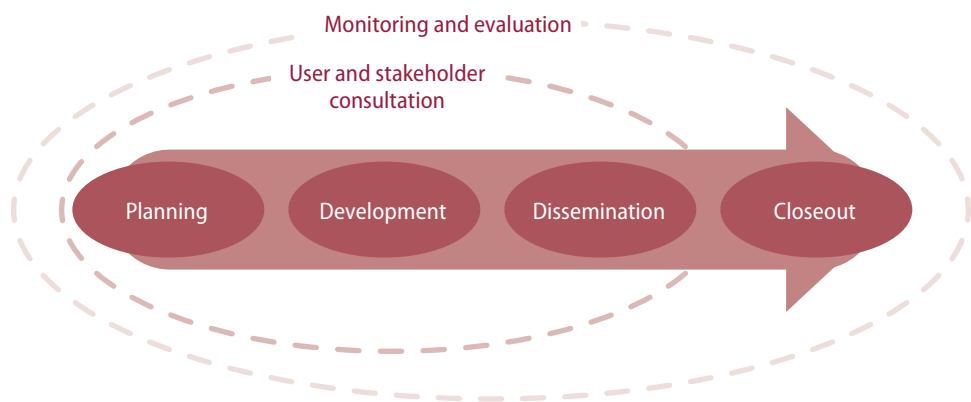 Monitoring and evaluation
User and stakeholder
consultation
Planning
Development
Dissemination
Closeout